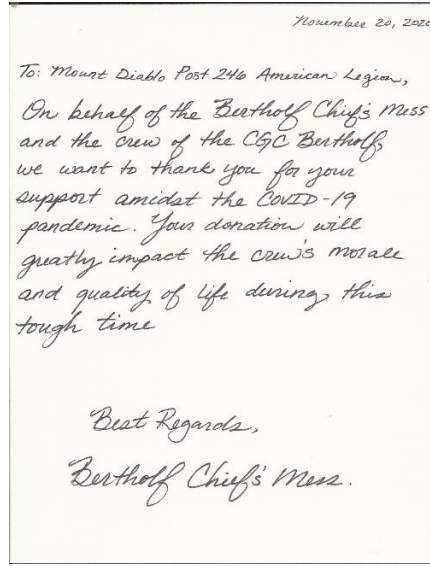 November 20, 2020
To: Mount Diablo Post 246 American Legion,
On behalf of the Bertholf Chief's Mess
and the crew of the CGC Bertholf,
we want to thank you for your
support amidst the COVID-19
pandemic. Your donation will
greatly impact the crew's morale
and quality of life during this
tough time
Best Regards,
Bertholf Chief's Mess.